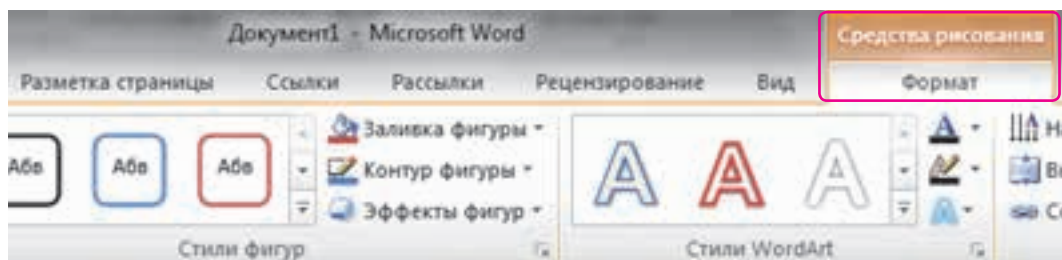 Документ1 - Microsoft Word
Средства рисования
Разметка страницы Ссылки Рассылки Рецензирование Вид Формат
Абв Абв Абв Заливка фигуры
Контур фигуры
Эффекты фигур
A A A A A
Стили фигур Стили WordArt